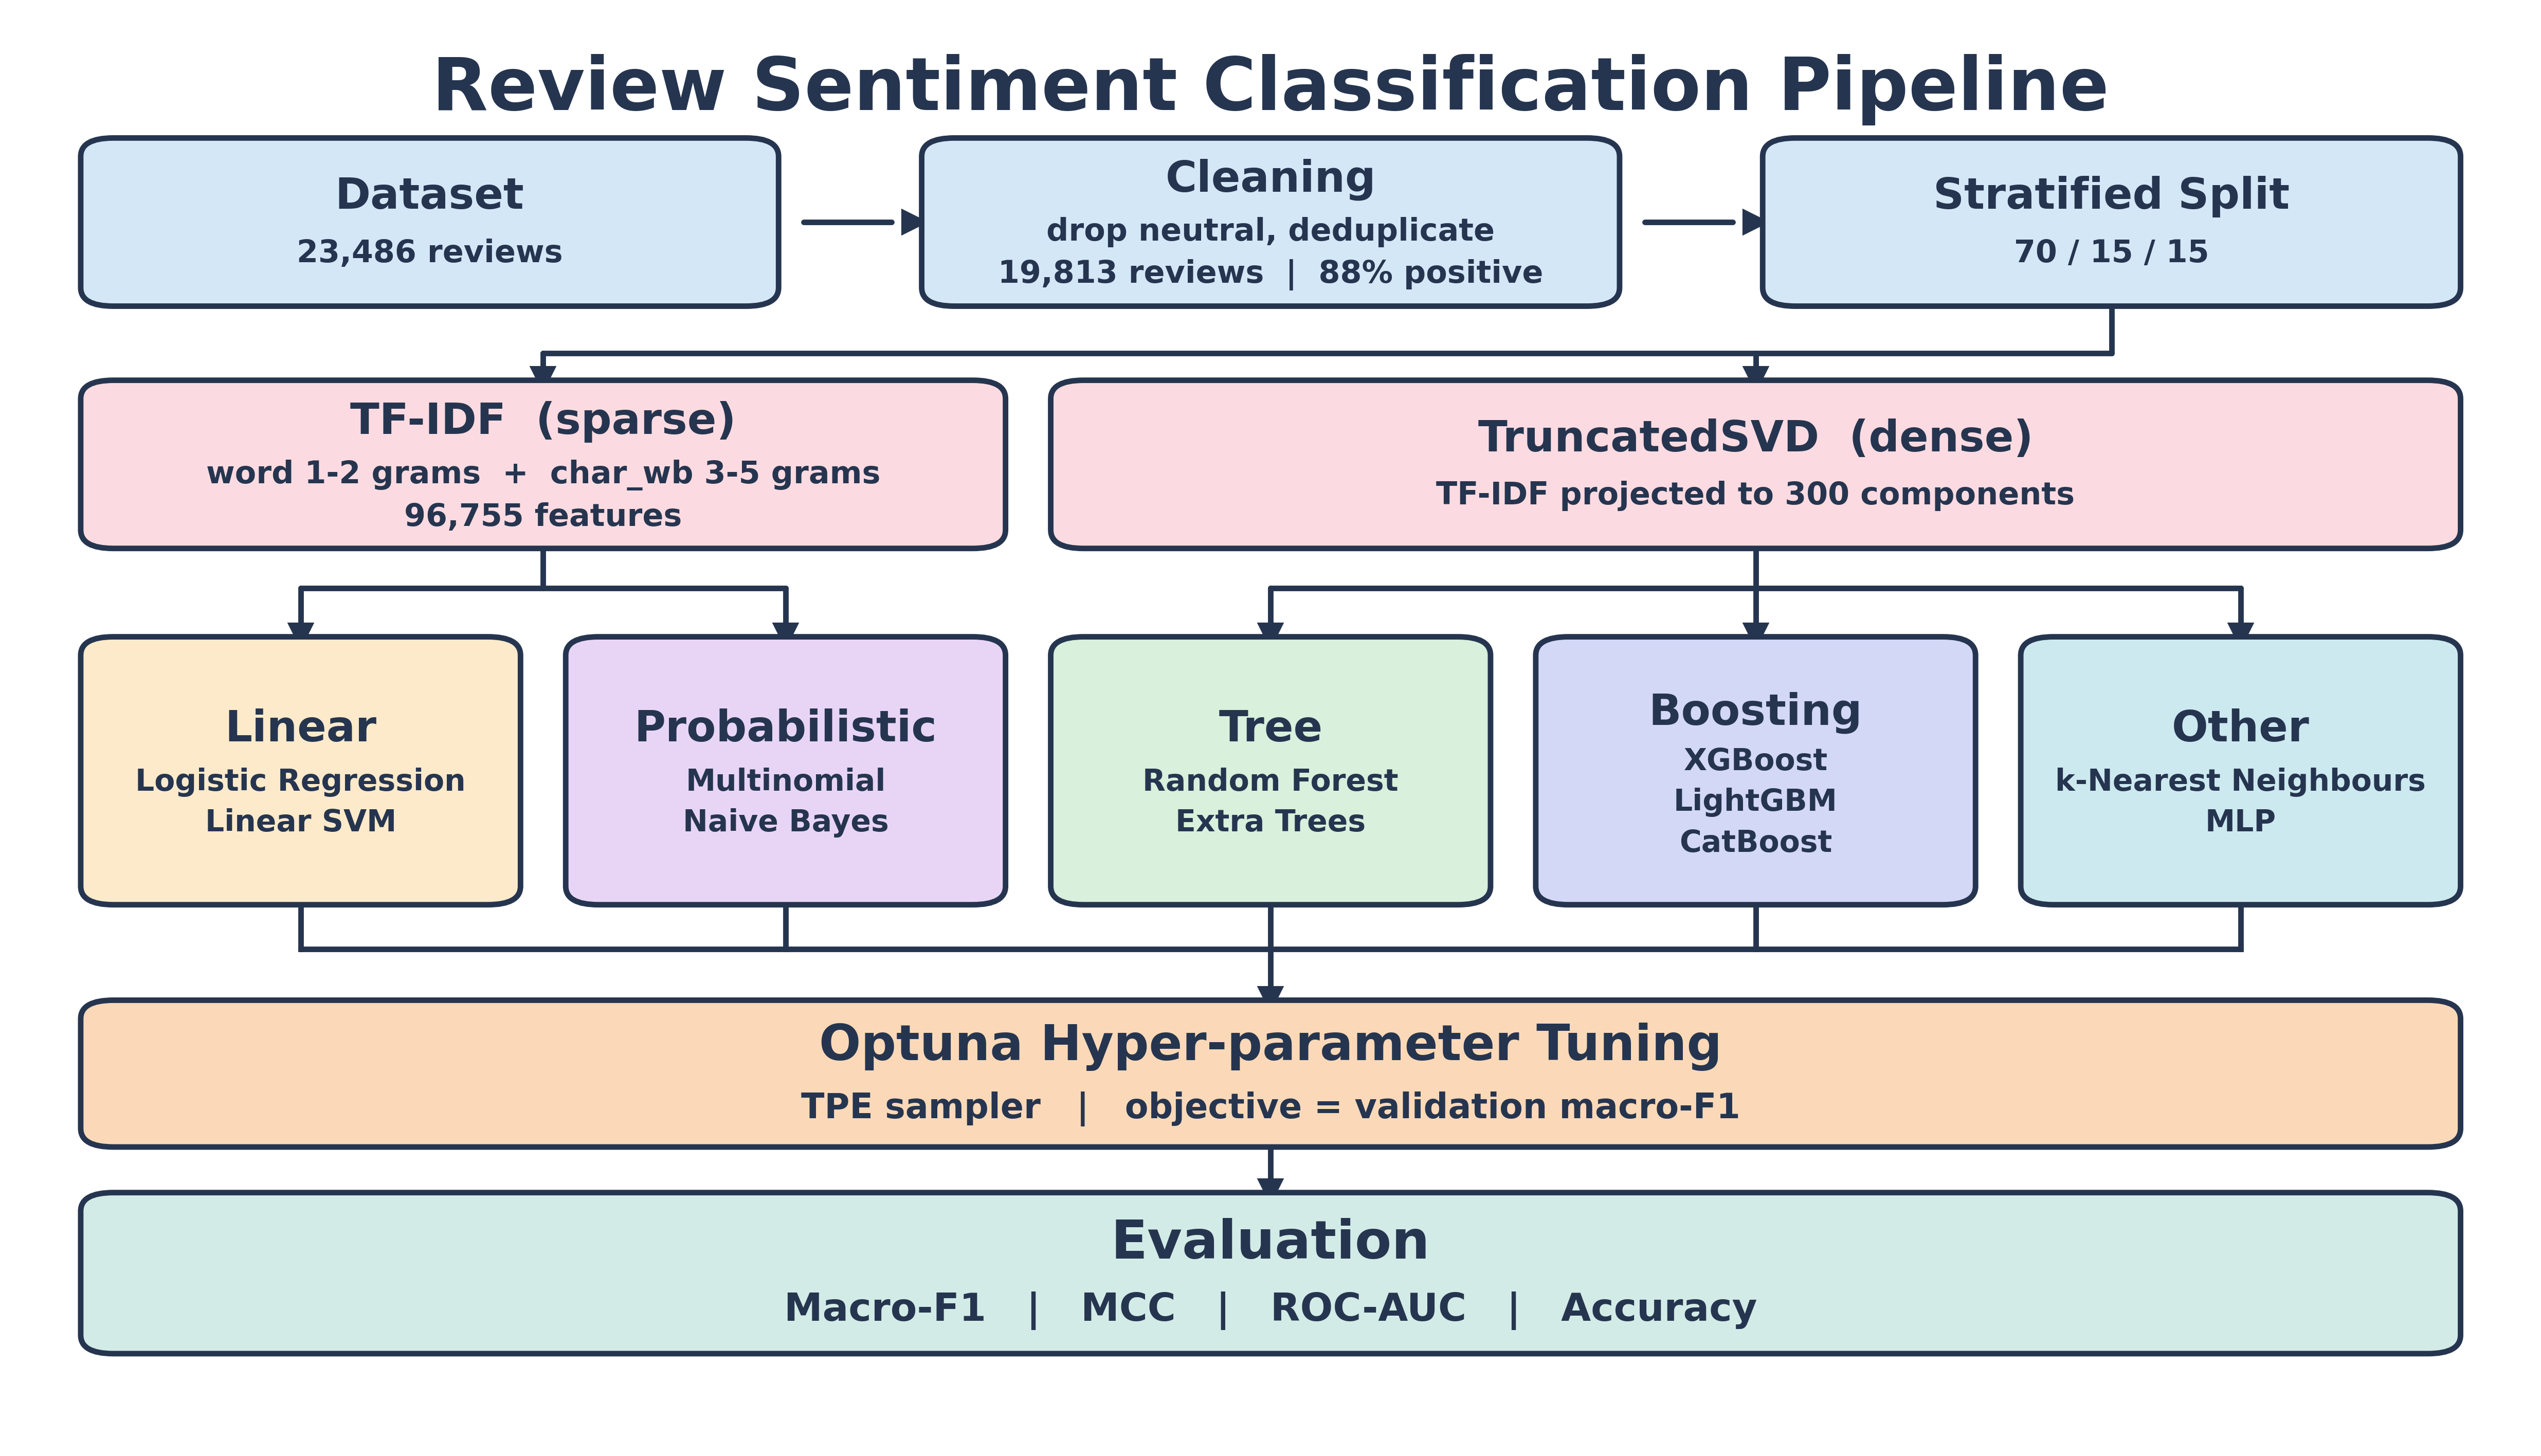 Review Sentiment Classification Pipeline
Dataset
23,486 reviews
Cleaning
drop neutral, deduplicate
19,813 reviews | 88% positive
Stratified Split
70 / 15 / 15
TF-IDF (sparse)
word 1-2 grams + char_wb 3-5 grams
96,755 features
TruncatedSVD (dense)
TF-IDF projected to 300 components
Linear
Logistic Regression
Linear SVM
Probabilistic
Multinomial
Naive Bayes
Tree
Random Forest
Extra Trees
Boosting
XGBoost
LightGBM
CatBoost
Other
k-Nearest Neighbours
MLP
Optuna Hyper-parameter Tuning
TPE sampler | objective = validation macro-F1
Evaluation
Macro-F1 | MCC | ROC-AUC | Accuracy